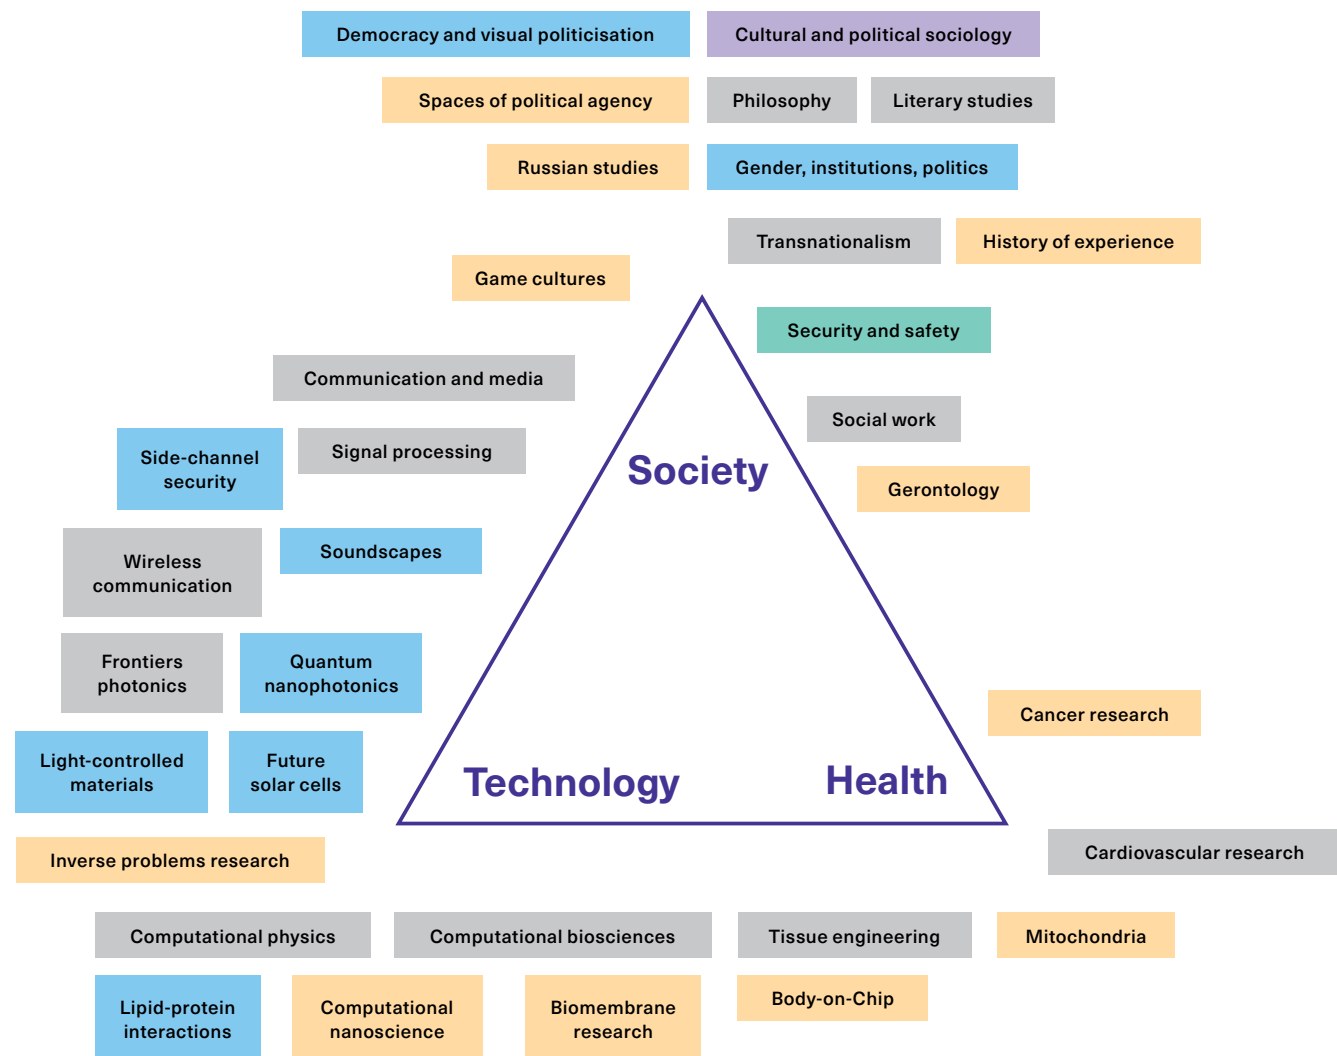 Democracy and visual politicisation
Cultural and political sociology
Spaces of political agency
Philosophy
Literary studies
Russian studies
Gender, institutions, politics
Transnationalism
History of experience
Game cultures
Security and safety
Communication and media
Social work
Side-channel
security
Signal processing
Society
Gerontology
Wireless
communication
Soundscapes
Frontiers
photonics
Quantum
nanophotonics
Cancer research
Light-controlled
materials
Future
solar cells
Technology
Health
Inverse problems research
Cardiovascular research
Computational physics
Computational biosciences
Tissue engineering
Mitochondria
Lipid-protein
interactions
Computational
nanoscience
Biomembrane
research
Body-on-Chip